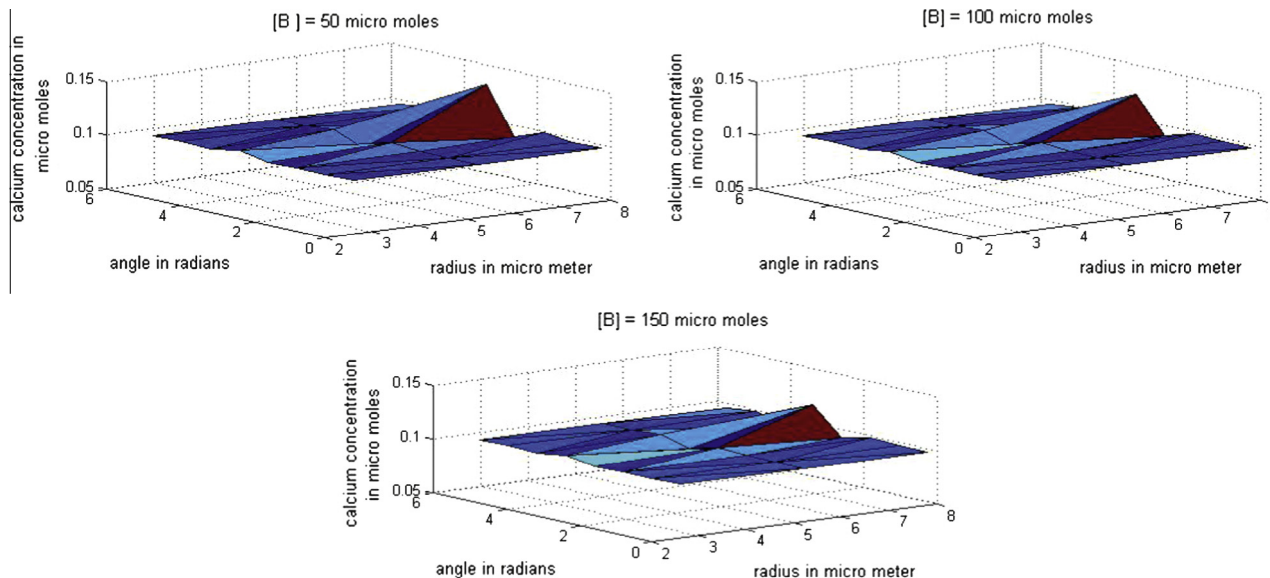 [B ] = 50 micro moles
calcium concentration in
micro moles
0.15
0.1
0.05
6
4
2
0
2
3
4
5
6
7
8
angle in radians
radius in micro meter
[B] = 100 micro moles
calcium concentration
in micro moles
0.15
0.1
0.05
6
4
2
0
2
3
4
5
6
7
angle in radians
radius in micro meter
[B] = 150 micro moles
calcium concentration
in micro moles
0.15
0.1
0.05
6
4
2
0
2
3
4
5
6
7
8
angle in radians
radius in micro meter